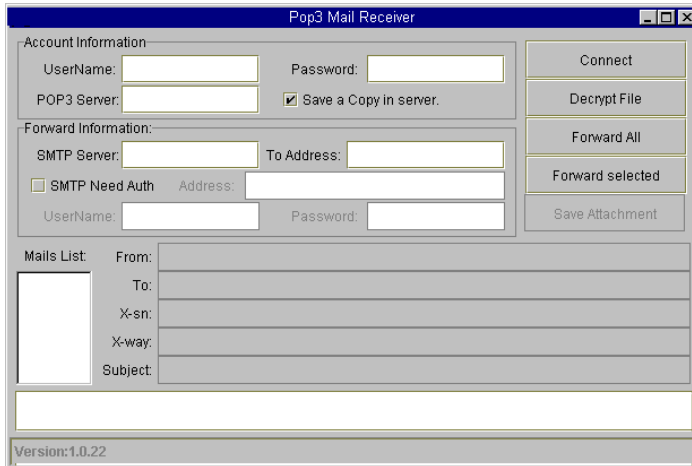 Pop3 Mail Receiver
Account Information
UserName: Password:
POP3 Server: Save a Copy in server.
Connect
Decrypt File
Forward All
Forward selected
Save Attachment
Forward Information:
SMTP Server: To Address:
SMTP Need Auth Address:
UserName: Password:
Mails List: From:
To:
X-sn:
X-way:
Subject:
Version:1.0.22